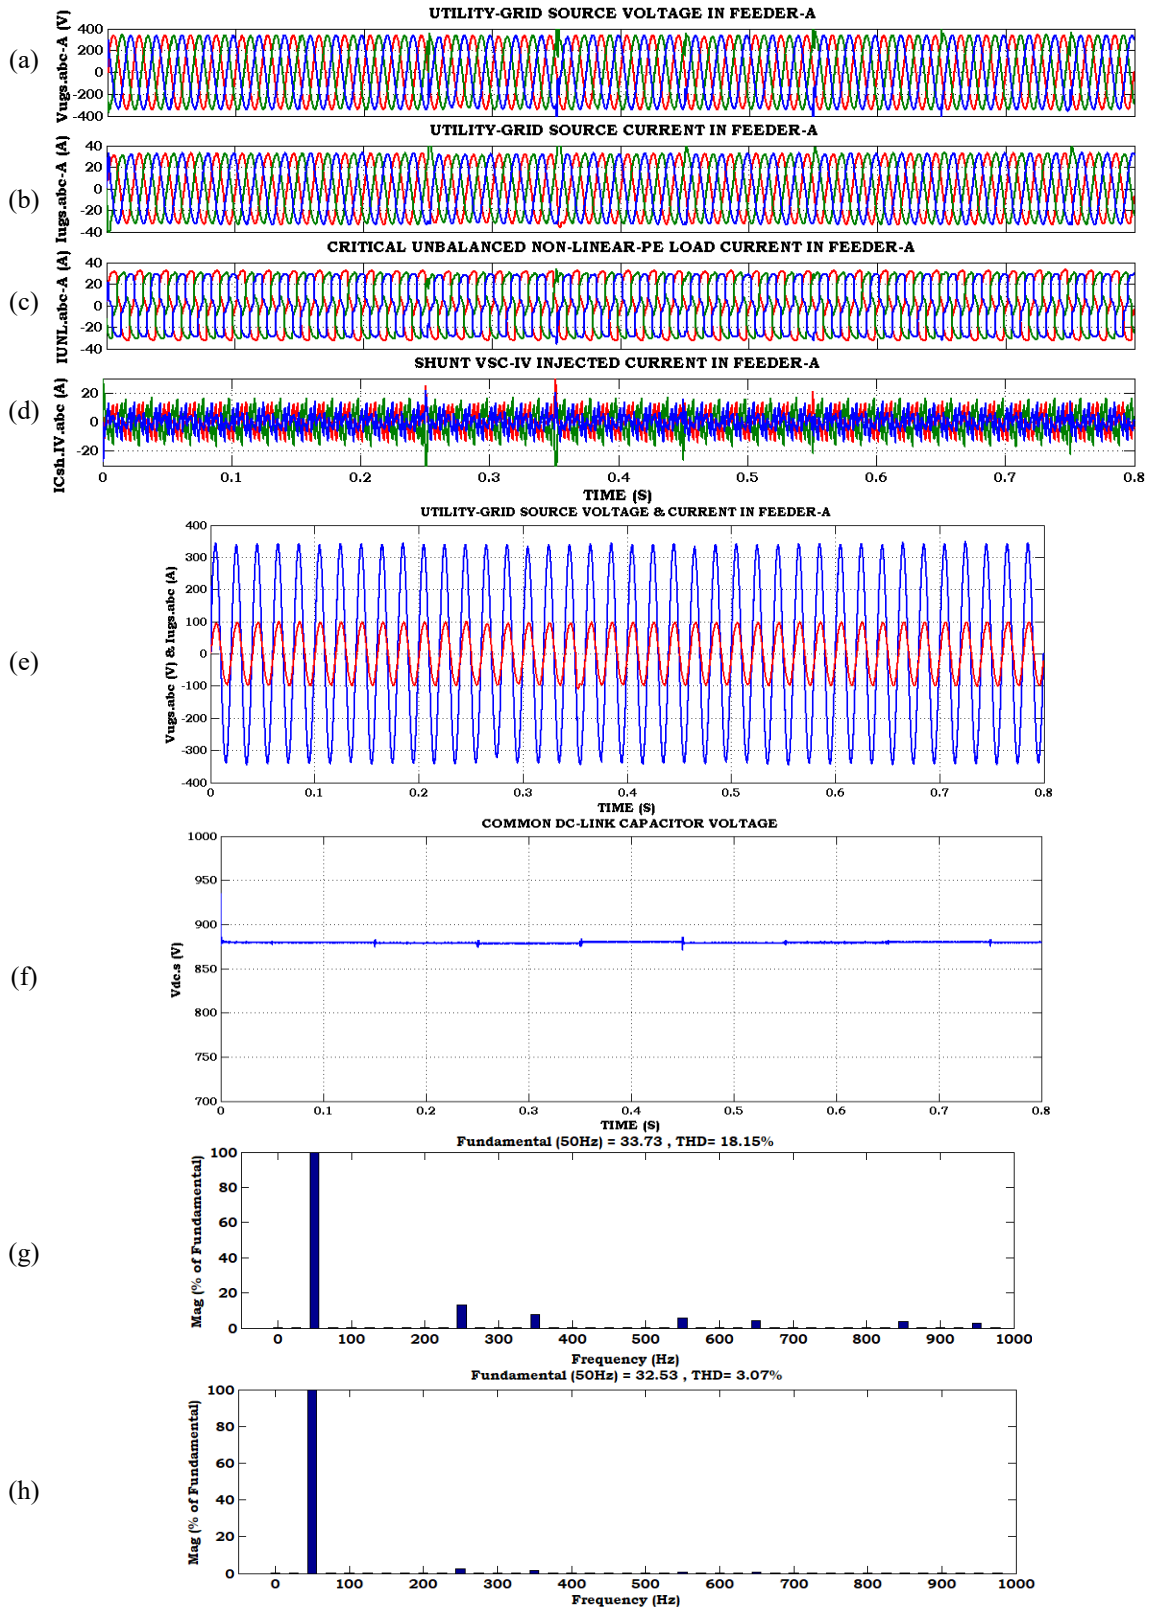 UTILITY-GRID SOURCE VOLTAGE IN FEEDER-A
(a)
Vugs.abc-A (V)
400
200
0
-200
-400
UTILITY-GRID SOURCE CURRENT IN FEEDER-A
(b)
Iugs.abc-A (A)
40
20
0
-20
-40
CRITICAL UNBALANCED NON-LINEAR-PE LOAD CURRENT IN FEEDER-A
(c)
IUNL.abc-A (A)
40
20
0
-20
-40
SHUNT VSC-IV INJECTED CURRENT IN FEEDER-A
(d)
ICsh.IV.abc (A)
20
0
-20
0 0.1 0.2 0.3 0.4 0.5 0.6 0.7 0.8
TIME (S)
UTILITY-GRID SOURCE VOLTAGE & CURRENT IN FEEDER-A
(e)
Vugs.abc (V) & Iugs.abc (A)
400
300
200
100
0
-100
-200
-300
-400
0 0.1 0.2 0.3 0.4 0.5 0.6 0.7 0.8
TIME (S)
COMMON DC-LINK CAPACITOR VOLTAGE
(f)
Vdc.s (V)
1000
950
900
850
800
750
700
0 0.1 0.2 0.3 0.4 0.5 0.6 0.7 0.8
TIME (S)
Fundamental (50Hz) = 33.73 , THD= 18.15%
(g)
Mag (% of Fundamental)
100
80
60
40
20
0
0 100 200 300 400 500 600 700 800 900 1000
Frequency (Hz)
Fundamental (50Hz) = 32.53 , THD= 3.07%
(h)
Mag (% of Fundamental)
100
80
60
40
20
0
0 100 200 300 400 500 600 700 800 900 1000
Frequency (Hz)